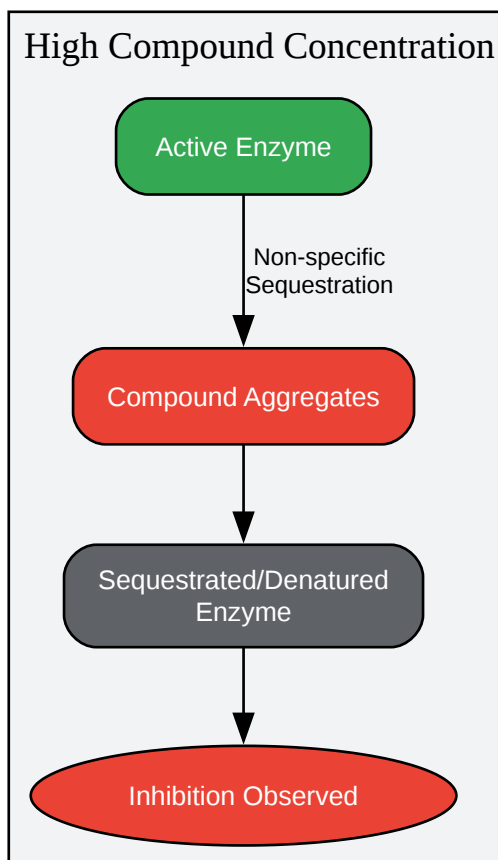 High Compound Concentration
Active Enzyme
Non-specific
Sequestration
Compound Aggregates
Sequestrated/Denatured
Enzyme
Inhibition Observed